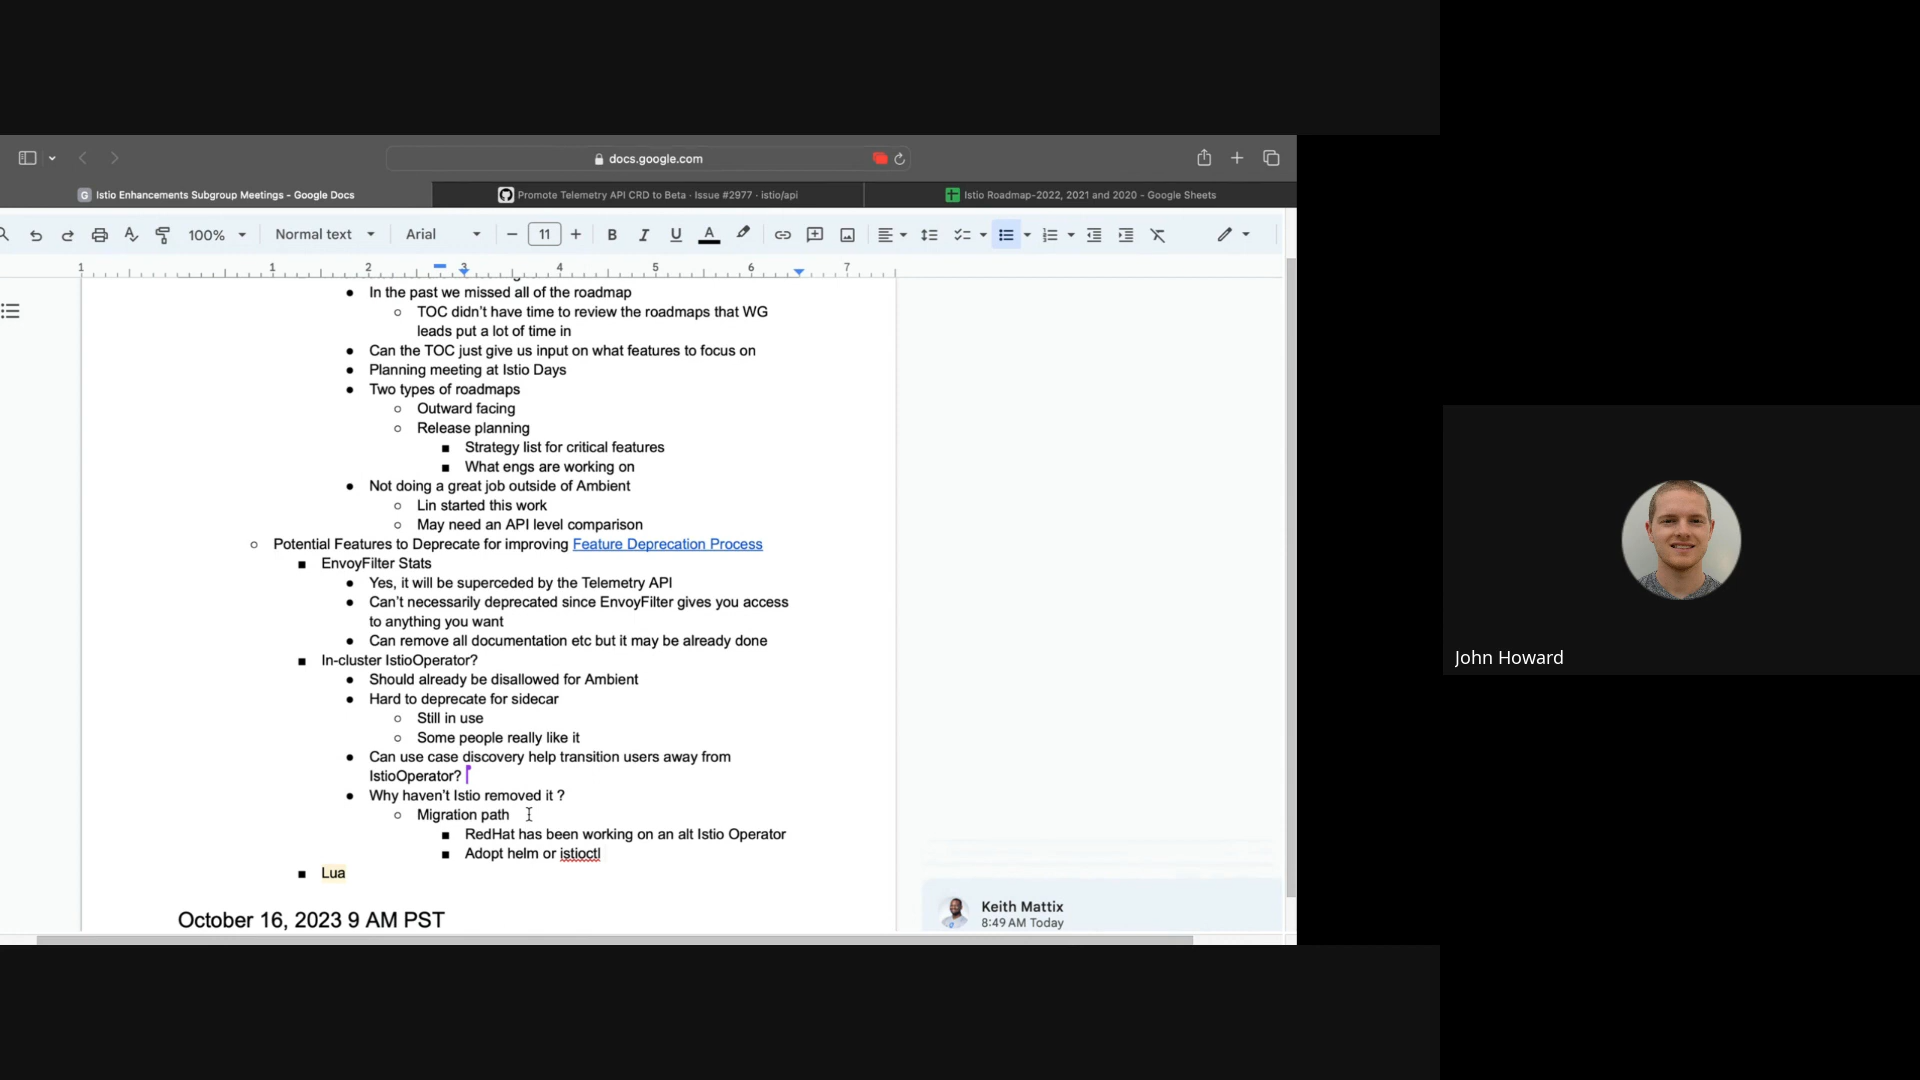 docs.google.com
Istio Enhancements Subgroup Meetings - Google Docs
Promote Telemetry API CRD to Beta · Issue #2977 · istio/api
Istio Roadmap-2022, 2021 and 2020 - Google Sheets
100%
Normal text
Arial
11
1 1 2 3 4 5 6 7
In the past we missed all of the roadmap
TOC didn't have time to review the roadmaps that WG
leads put a lot of time in
Can the TOC just give us input on what features to focus on
Planning meeting at Istio Days
Two types of roadmaps
Outward facing
Release planning
Strategy list for critical features
What engs are working on
Not doing a great job outside of Ambient
Lin started this work
May need an API level comparison
Potential Features to Deprecate for improving Feature Deprecation Process
EnvoyFilter Stats
Yes, it will be superceded by the Telemetry API
Can't necessarily deprecated since EnvoyFilter gives you access
to anything you want
Can remove all documentation etc but it may be already done
In-cluster IstioOperator?
Should already be disallowed for Ambient
Hard to deprecate for sidecar
Still in use
Some people really like it
Can use case discovery help transition users away from
IstioOperator?
Why haven't Istio removed it ?
Migration path
RedHat has been working on an alt Istio Operator
Adopt helm or istioctl
Lua
October 16, 2023 9 AM PST
Keith Mattix
8:49 AM Today
John Howard